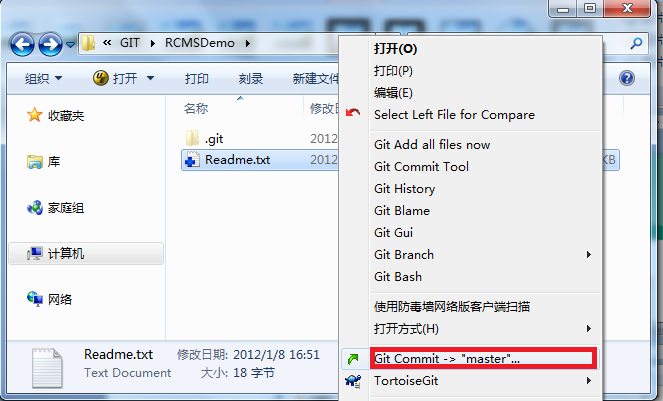 « GIT RCMSDemo
组织 打开 打印 刻录 新建文件
名称 修改日
收藏夹
库
家庭组
计算机
网络
.git 2012
Readme.txt 2012 KB
打开(O)
打印(P)
编辑(E)
Select Left File for Compare
Git Add all files now
Git Commit Tool
Git History
Git Blame
Git Gui
Git Branch
Git Bash
使用防毒墙网络版客户端扫描
打开方式(H)
Git Commit -> "master"...
TortoiseGit
Readme.txt 修改日期: 2012/1/8 16:51
Text Document 大小: 18 字节